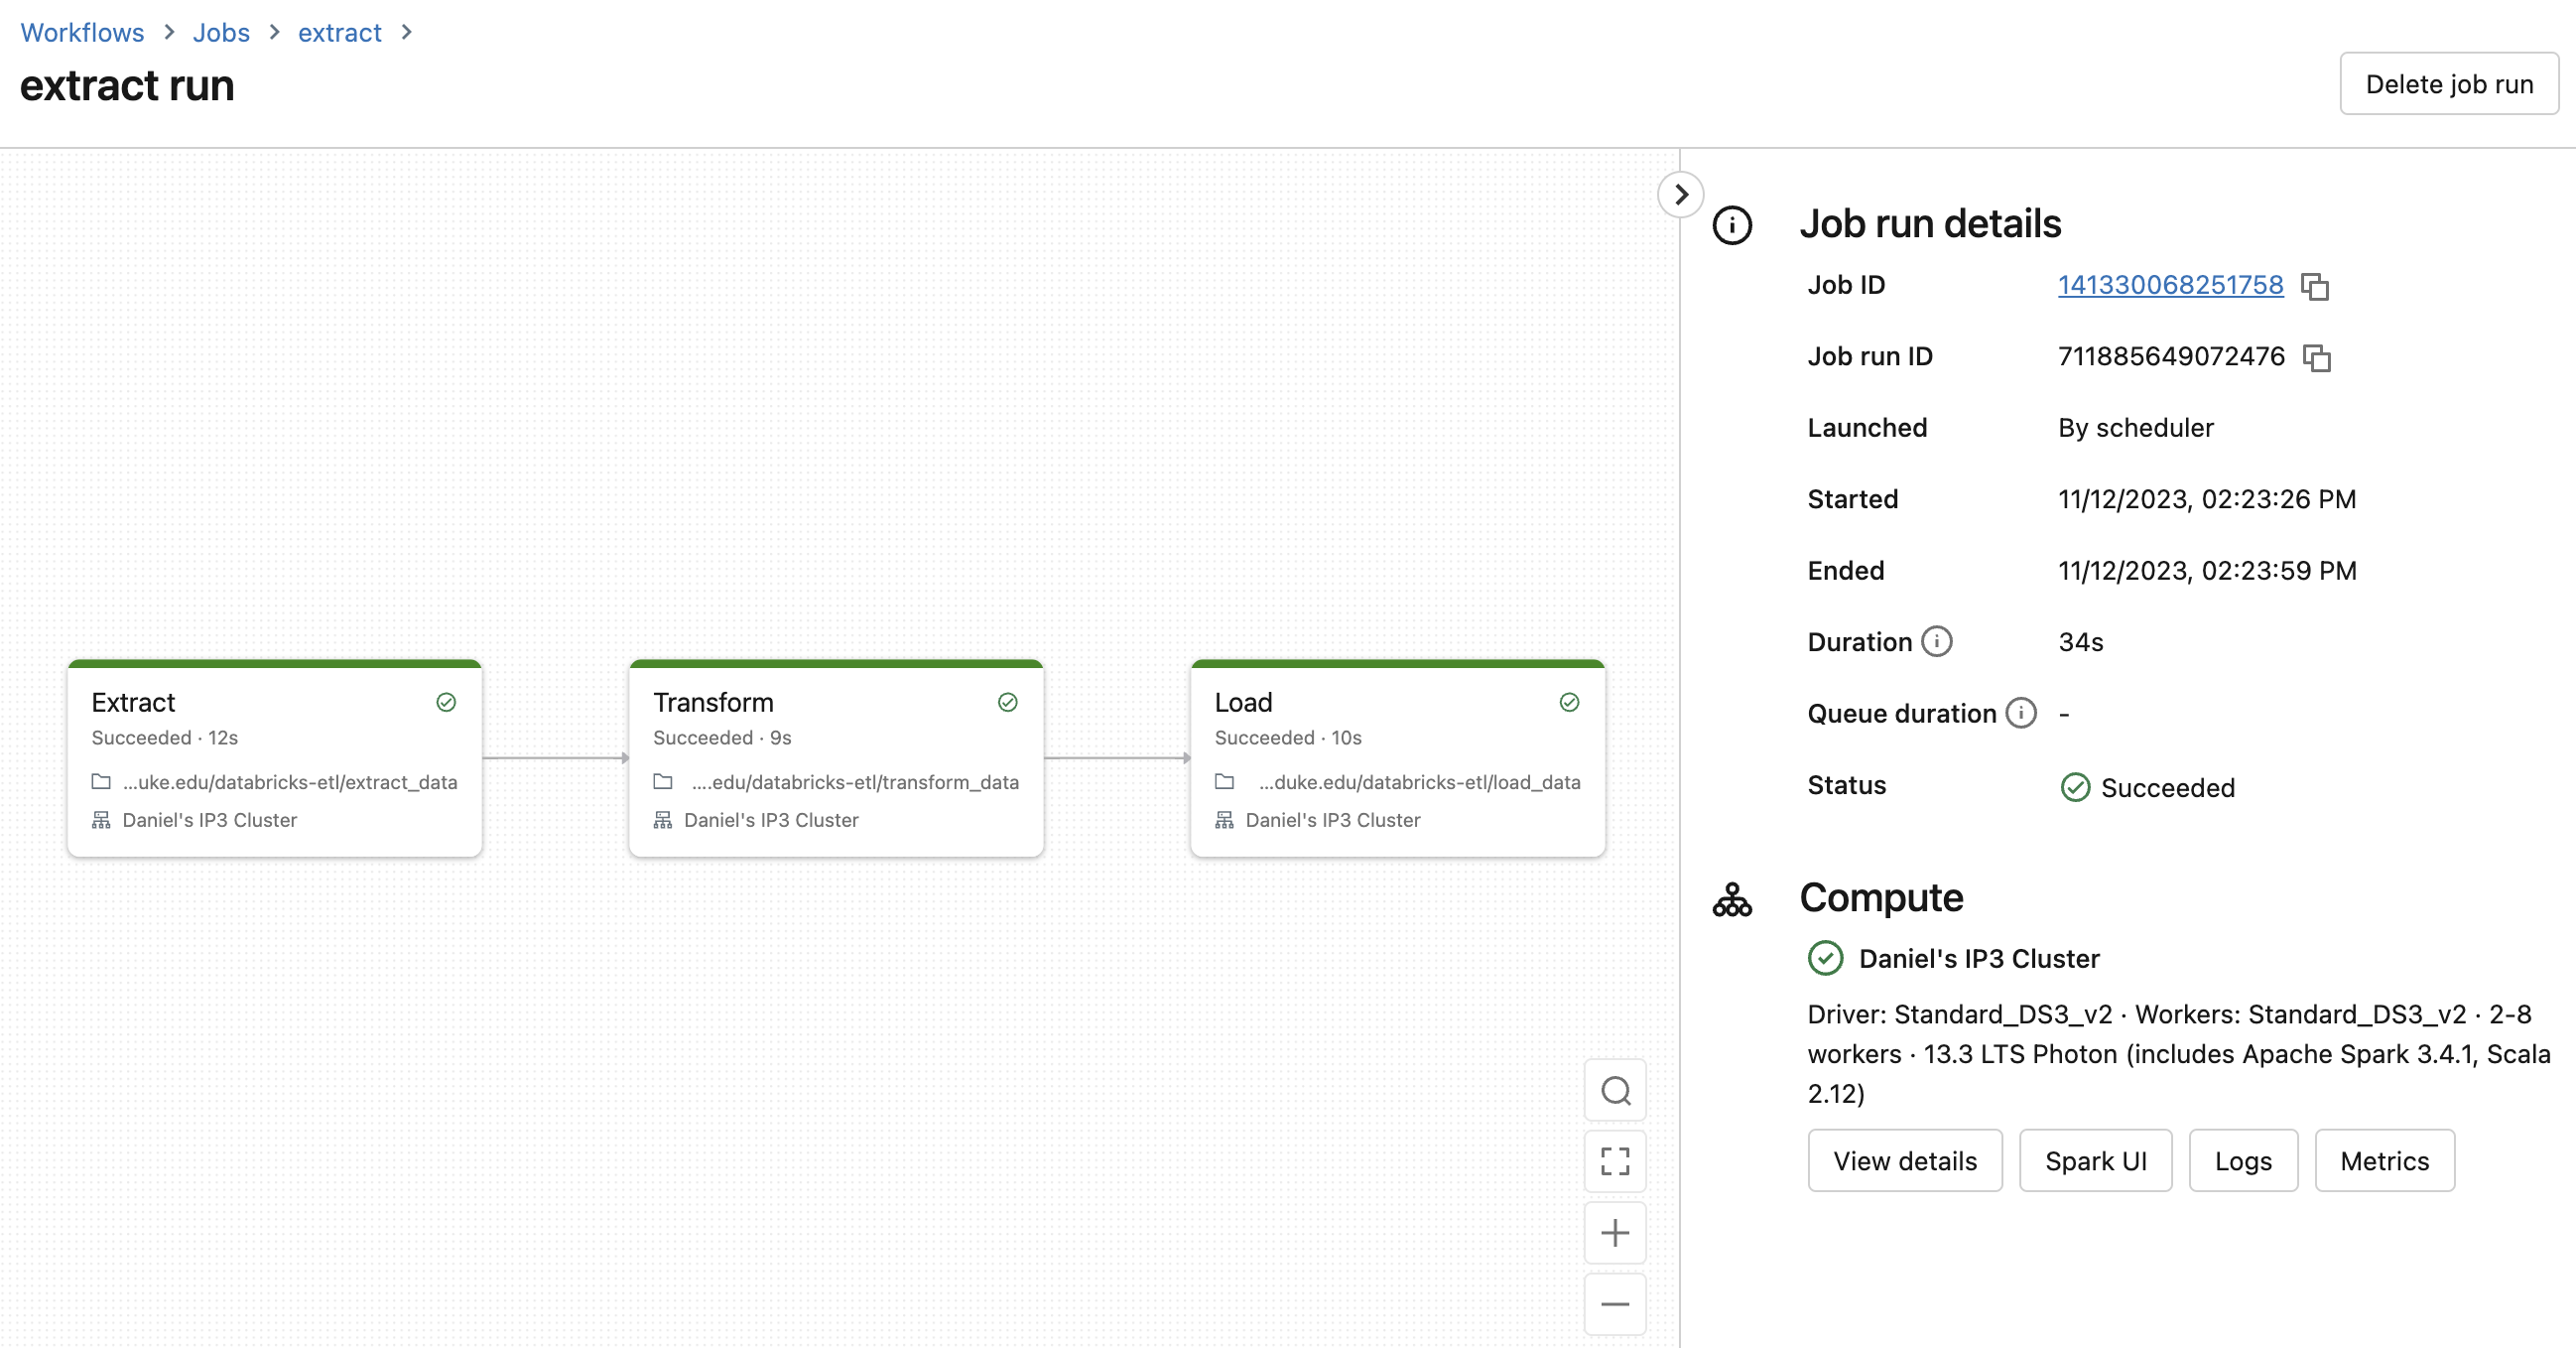 Workflows > Jobs > extract >
extract run
Delete job run
Extract
Succeeded · 12s
...uke.edu/databricks-etl/extract_data
Daniel's IP3 Cluster
Transform
Succeeded · 9s
....edu/databricks-etl/transform_data
Daniel's IP3 Cluster
Load
Succeeded · 10s
...duke.edu/databricks-etl/load_data
Daniel's IP3 Cluster
Job run details
Job ID 141330068251758
Job run ID 711885649072476
Launched By scheduler
Started 11/12/2023, 02:23:26 PM
Ended 11/12/2023, 02:23:59 PM
Duration 34s
Queue duration -
Status Succeeded
Compute
Daniel's IP3 Cluster
Driver: Standard_DS3_v2 · Workers: Standard_DS3_v2 · 2-8
workers · 13.3 LTS Photon (includes Apache Spark 3.4.1, Scala
2.12)
View details Spark UI Logs Metrics